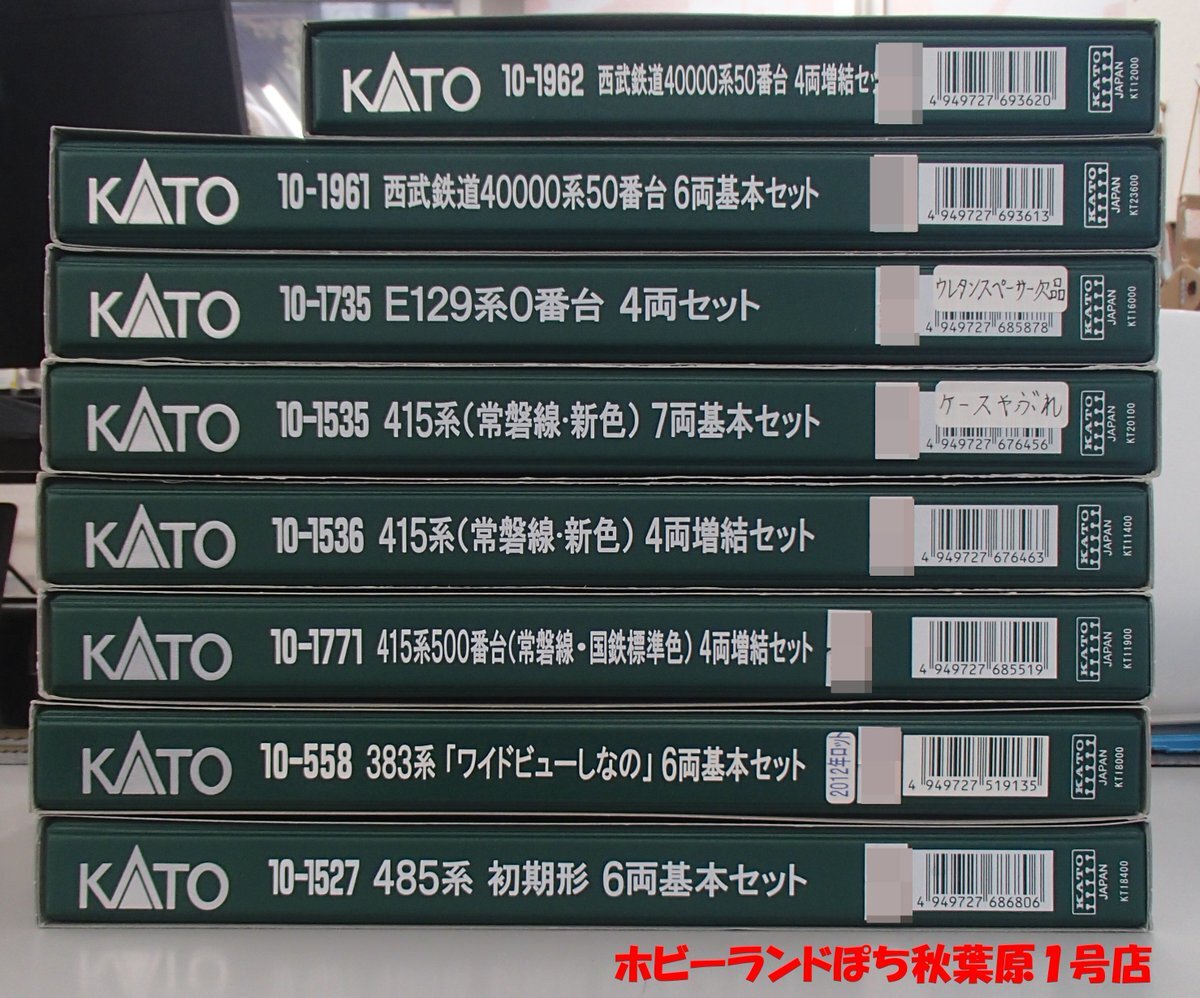 KATO 10-1962 西武鉄道40000系50番台 4両増結セッ 4 949727 693620 KATO JAPAN KT12000
KATO 10-1961 西武鉄道40000系50番台 6両基本セット 4 949727 693613 KATO JAPAN KT23600
KATO 10-1735 E129系0番台 4両セット ウレタンスペーサー欠品 4 949727 685878 KATO JAPAN KT16000
KATO 10-1535 415系(常磐線・新色) 7両基本セット ケースやぶれ 4 949727 676456 KATO JAPAN KT20100
KATO 10-1536 415系(常磐線・新色) 4両増結セット 4 949727 676463 KATO JAPAN KT11400
KATO 10-1771 415系500番台(常磐線・国鉄標準色) 4両増結セット 4 949727 685519 KATO JAPAN KT11900
KATO 10-558 383系「ワイドビューしなの」6両基本セット 2012年ロット 4 949727 519135 KATO JAPAN KT18000
KATO 10-1527 485系 初期形 6両基本セット 4 949727 686806 KATO JAPAN KT18400
ホビーランドぽち秋葉原1号店